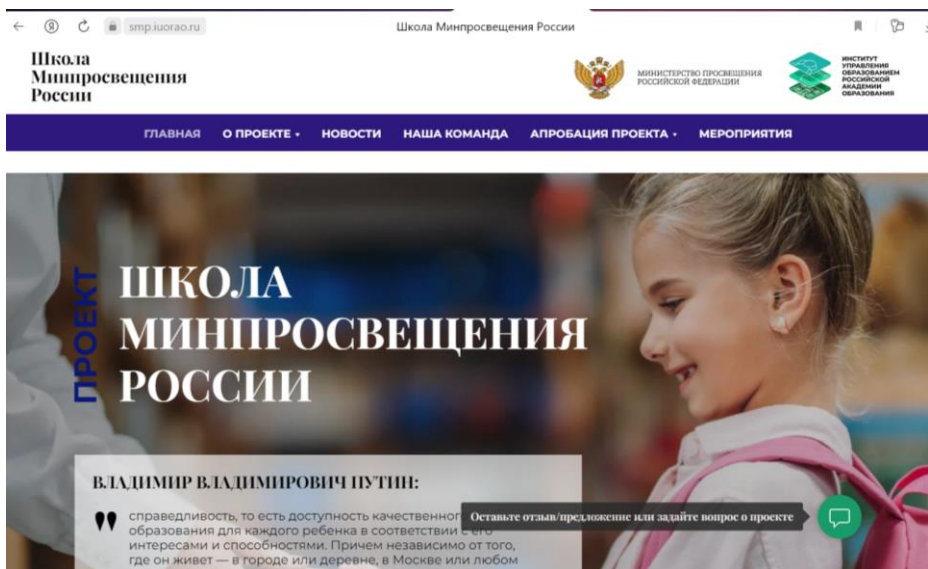 smp.iuorao.ru
Школа Минпросвещения России
Школа
Минпросвещения
России
МИНИСТЕРСТВО ПРОСВЕЩЕНИЯ
РОССИЙСКОЙ ФЕДЕРАЦИИ
ИНСТИТУТ
УПРАВЛЕНИЯ
ОБРАЗОВАНИЕМ
РОССИЙСКОЙ
АКАДЕМИИ
ОБРАЗОВАНИЯ
ГЛАВНАЯ О ПРОЕКТЕ НОВОСТИ НАША КОМАНДА АПРОБАЦИЯ ПРОЕКТА МЕРОПРИЯТИЯ
ПРОЕКТ
ШКОЛА
МИНПРОСВЕЩЕНИЯ
РОССИИ
ВЛАДИМИР ВЛАДИМИРОВИЧ ПУТИН:
справедливость, то есть доступность качественного
образования для каждого ребенка в соответствии с его
интересами и способностями. Причем независимо от того,
где он живет — в городе или деревне, в Москве или любом
Оставьте отзыв/предложение или задайте вопрос о проекте